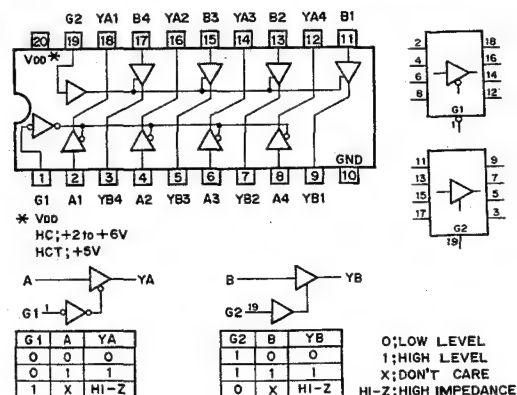 G2 YA1 B4 YA2 B3 YA3 B2 YA4 B1
20 19 18 17 16 15 14 13 12 11
VDD *
GND
1 2 3 4 5 6 7 8 9 10
G1 A1 YB4 A2 YB3 A3 YB2 A4 YB1
* VDD
HC;+2 to +6V
HCT;+5V
2 18
4 16
6 14
8 12
G1
1
11 9
13 7
15 5
17 3
G2
19
A YA
G1 1
B YB
G2 19
G1 A YA
0 0 0
0 1 1
1 X HI-Z
G2 B YB
1 0 0
1 1 1
0 X HI-Z
0;LOW LEVEL
1;HIGH LEVEL
X;DON'T CARE
HI-Z;HIGH IMPEDANCE